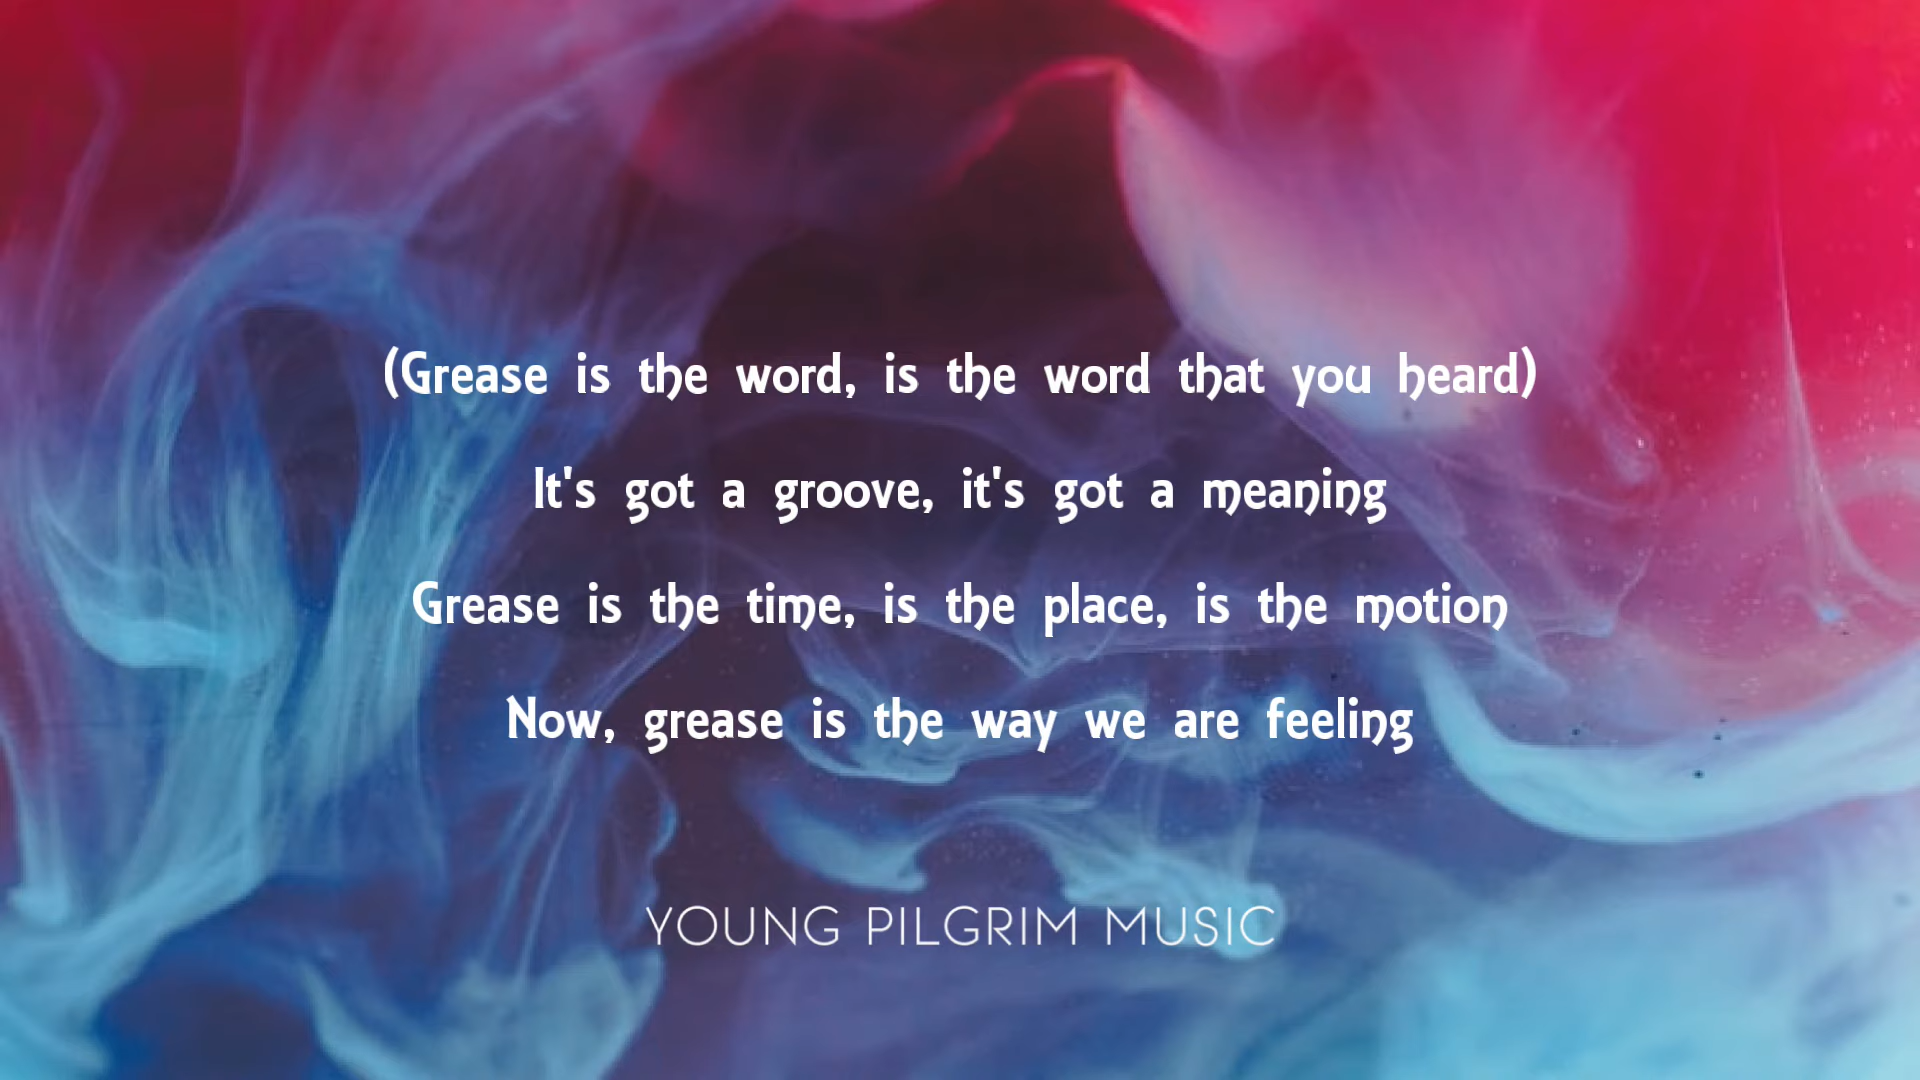 (Grease is the word, is the word that you heard)
It's got a groove, it's got a meaning
Grease is the time, is the place, is the motion
Now, grease is the way we are feeling
YOUNG PILGRIM MUSIC